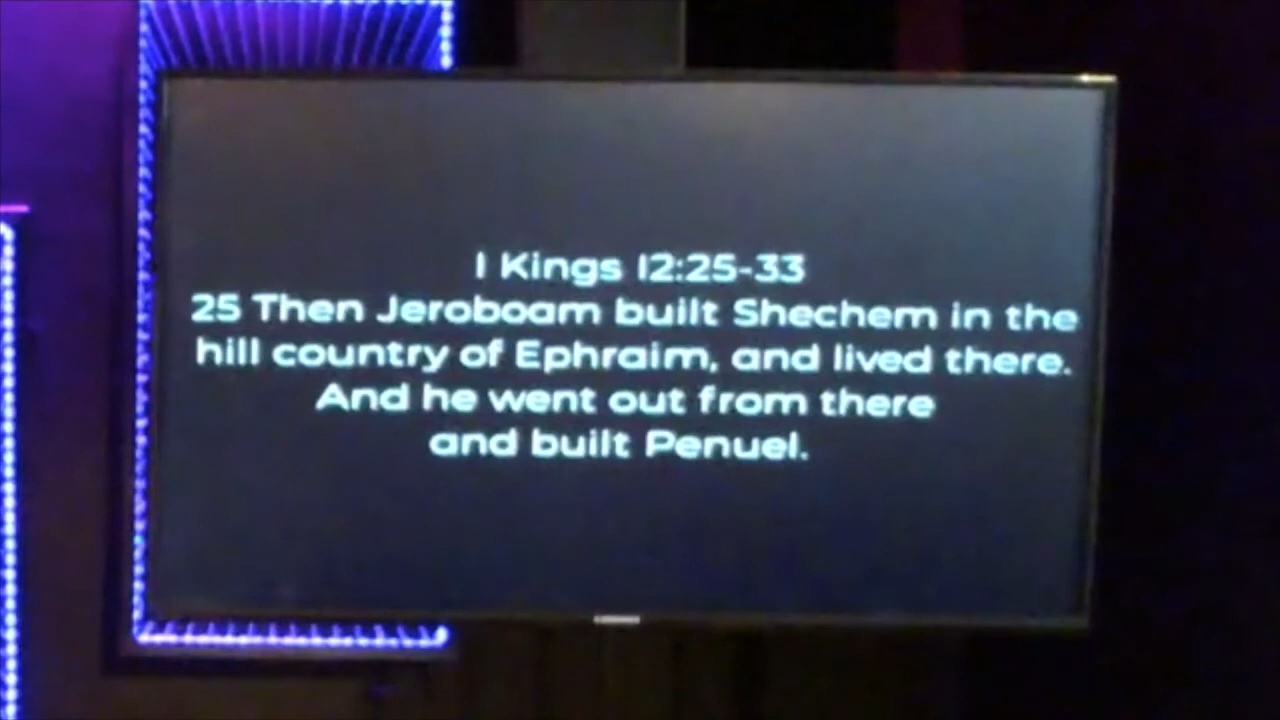 I Kings 12:25-33
25 Then Jeroboam built Shechem in the
hill country of Ephraim, and lived there.
And he went out from there
and built Penuel.